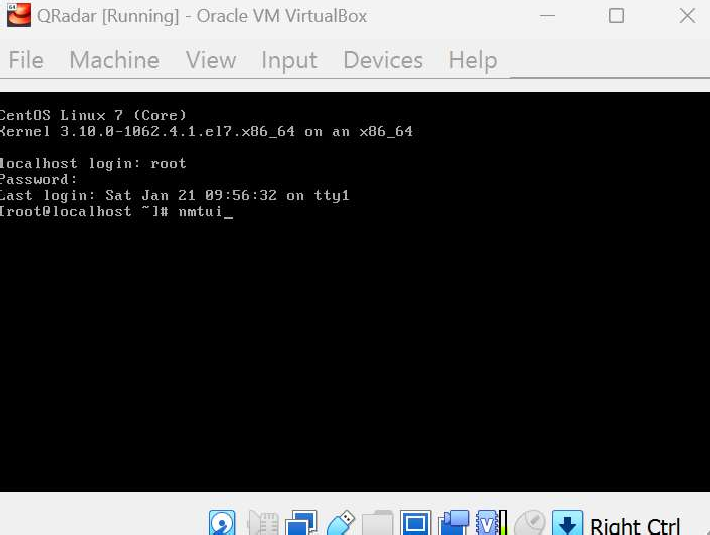 QRadar [Running] - Oracle VM VirtualBox
File Machine View Input Devices Help
CentOS Linux 7 (Core)
Kernel 3.10.0-1062.4.1.el7.x86_64 on an x86_64
localhost login: root
Password:
Last login: Sat Jan 21 09:56:32 on tty1
[root@localhost ~]# nmtui_
Right Ctrl